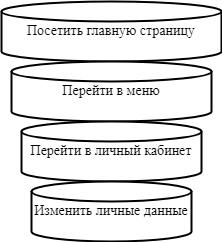 Посетить главную страницу
Перейти в меню
Перейти в личный кабинет
Изменить личные данные